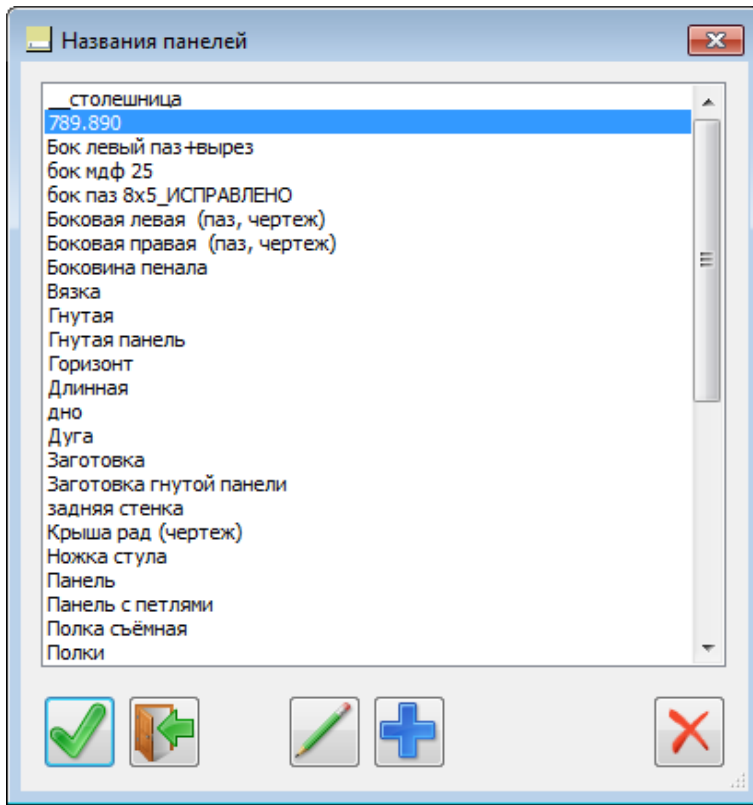 Названия панелей
__столешница
789.890
Бок левый паз+вырез
бок мдф 25
бок паз 8x5_ИСПРАВЛЕНО
Боковая левая  (паз, чертеж)
Боковая правая  (паз, чертеж)
Боковина пенала
Вязка
Гнутая
Гнутая панель
Горизонт
Длинная
дно
Дуга
Заготовка
Заготовка гнутой панели
задняя стенка
Крыша рад (чертеж)
Ножка стула
Панель
Панель с петлями
Полка съёмная
Полки